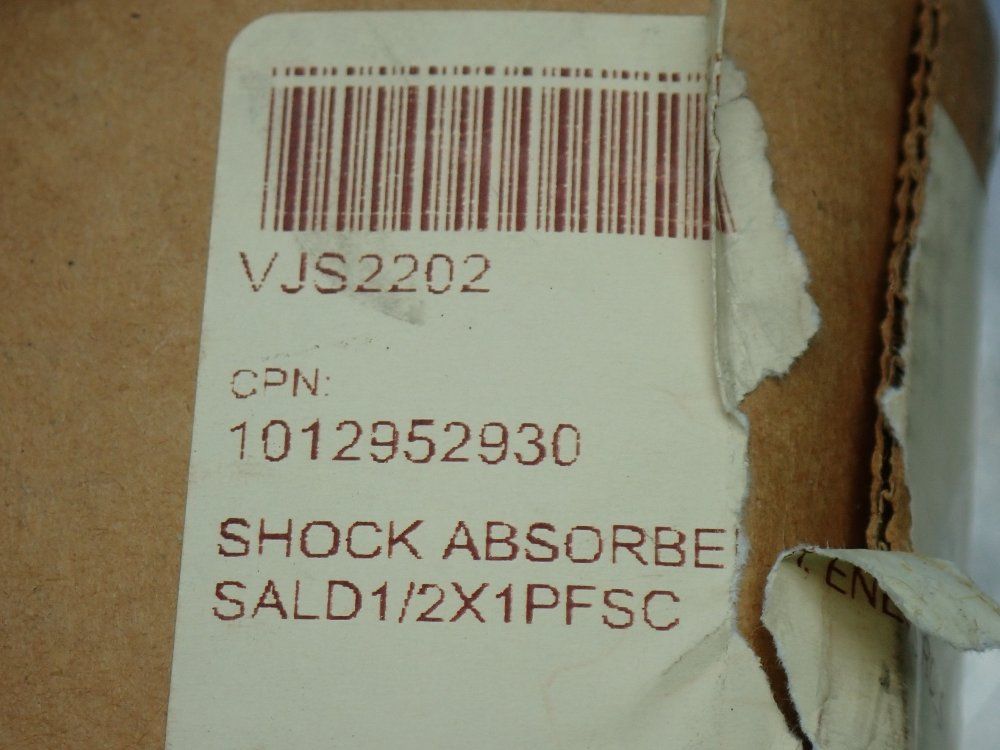 VJS2202
CPN:
1012952930
SHOCK ABSORBE
SALD1/2X1PFSC